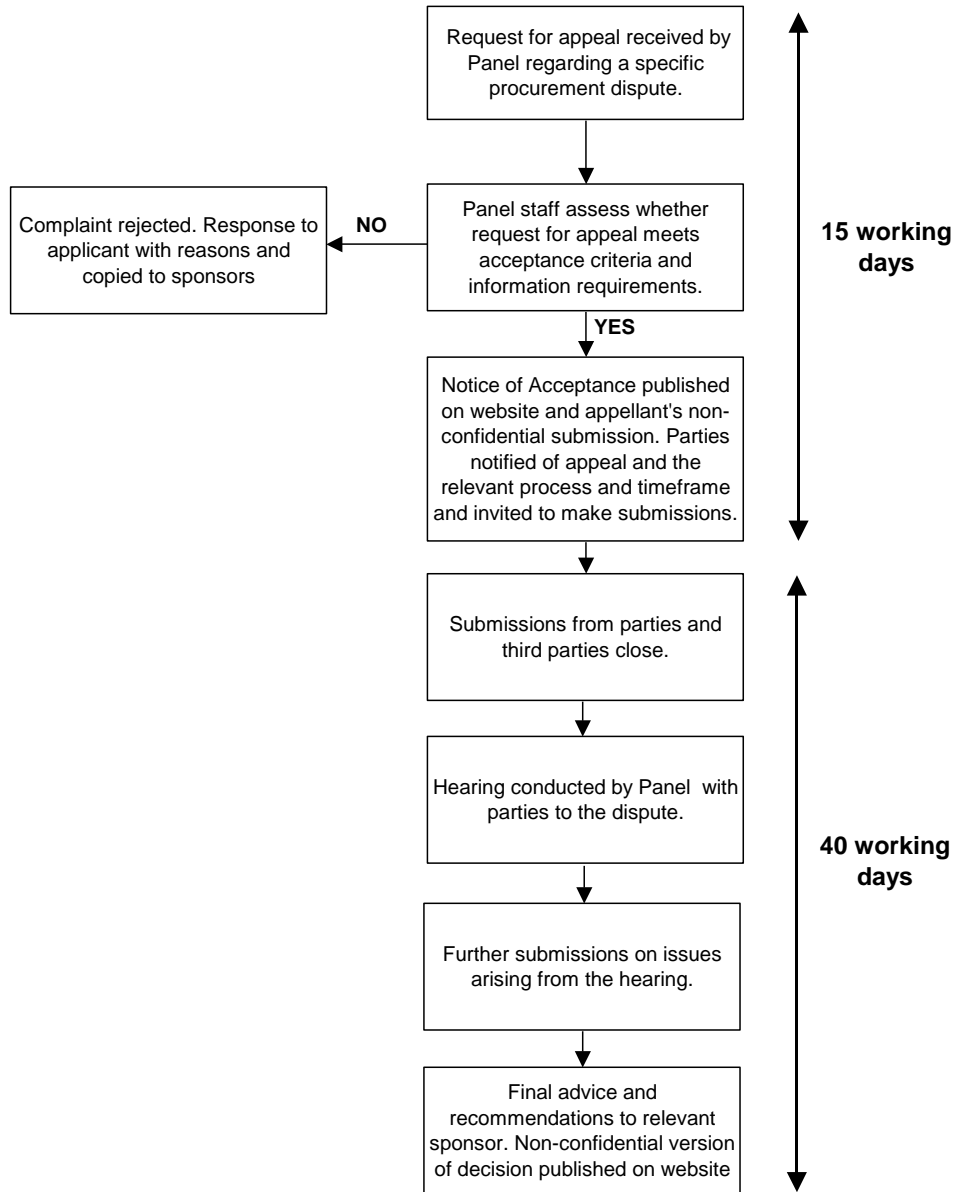 Request for appeal received by
Panel regarding a specific
procurement dispute.
Panel staff assess whether
request for appeal meets
acceptance criteria and
information requirements.
NO
Complaint rejected. Response to
applicant with reasons and
copied to sponsors
15 working
days
YES
Notice of Acceptance published
on website and appellant's non-
confidential submission. Parties
notified of appeal and the
relevant process and timeframe
and invited to make submissions.
Submissions from parties and
third parties close.
Hearing conducted by Panel with
parties to the dispute.
40 working
days
Further submissions on issues
arising from the hearing.
Final advice and
recommendations to relevant
sponsor. Non-confidential version
of decision published on website